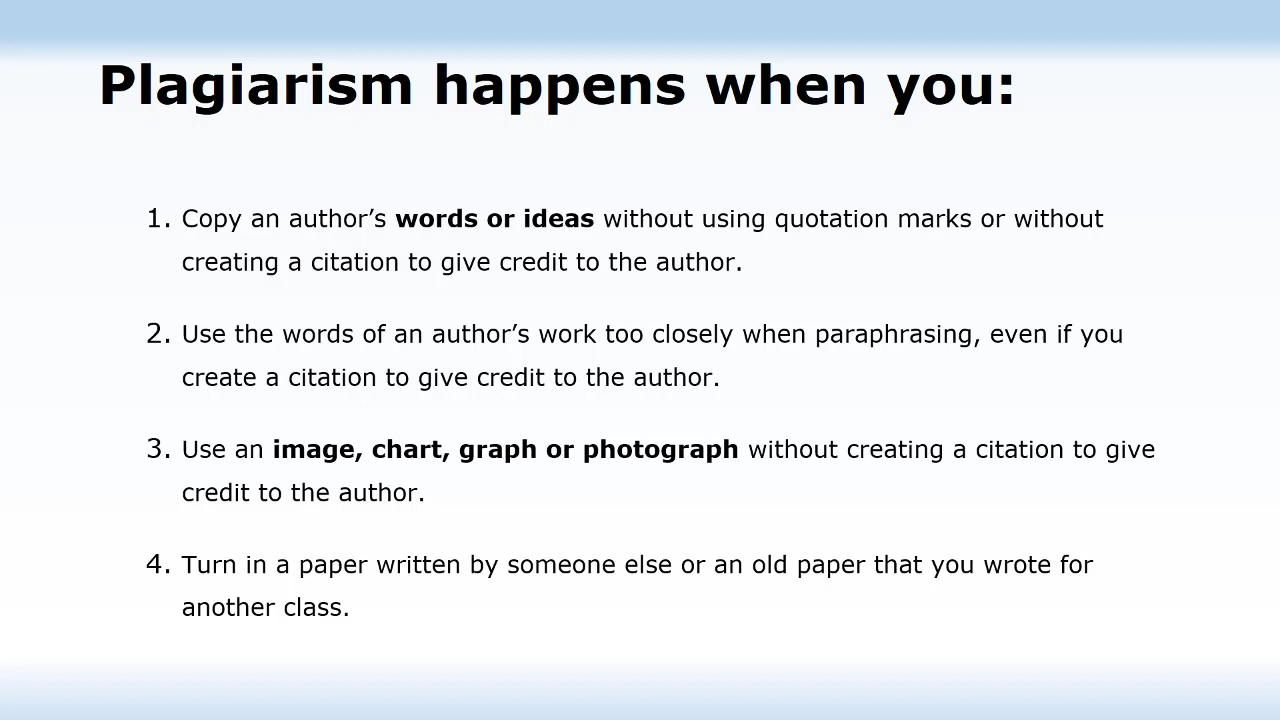 Plagiarism happens when you:
1. Copy an author’s words or ideas without using quotation marks or without
creating a citation to give credit to the author.
2. Use the words of an author’s work too closely when paraphrasing, even if you
create a citation to give credit to the author.
3. Use an image, chart, graph or photograph without creating a citation to give
credit to the author.
4. Turn in a paper written by someone else or an old paper that you wrote for
another class.